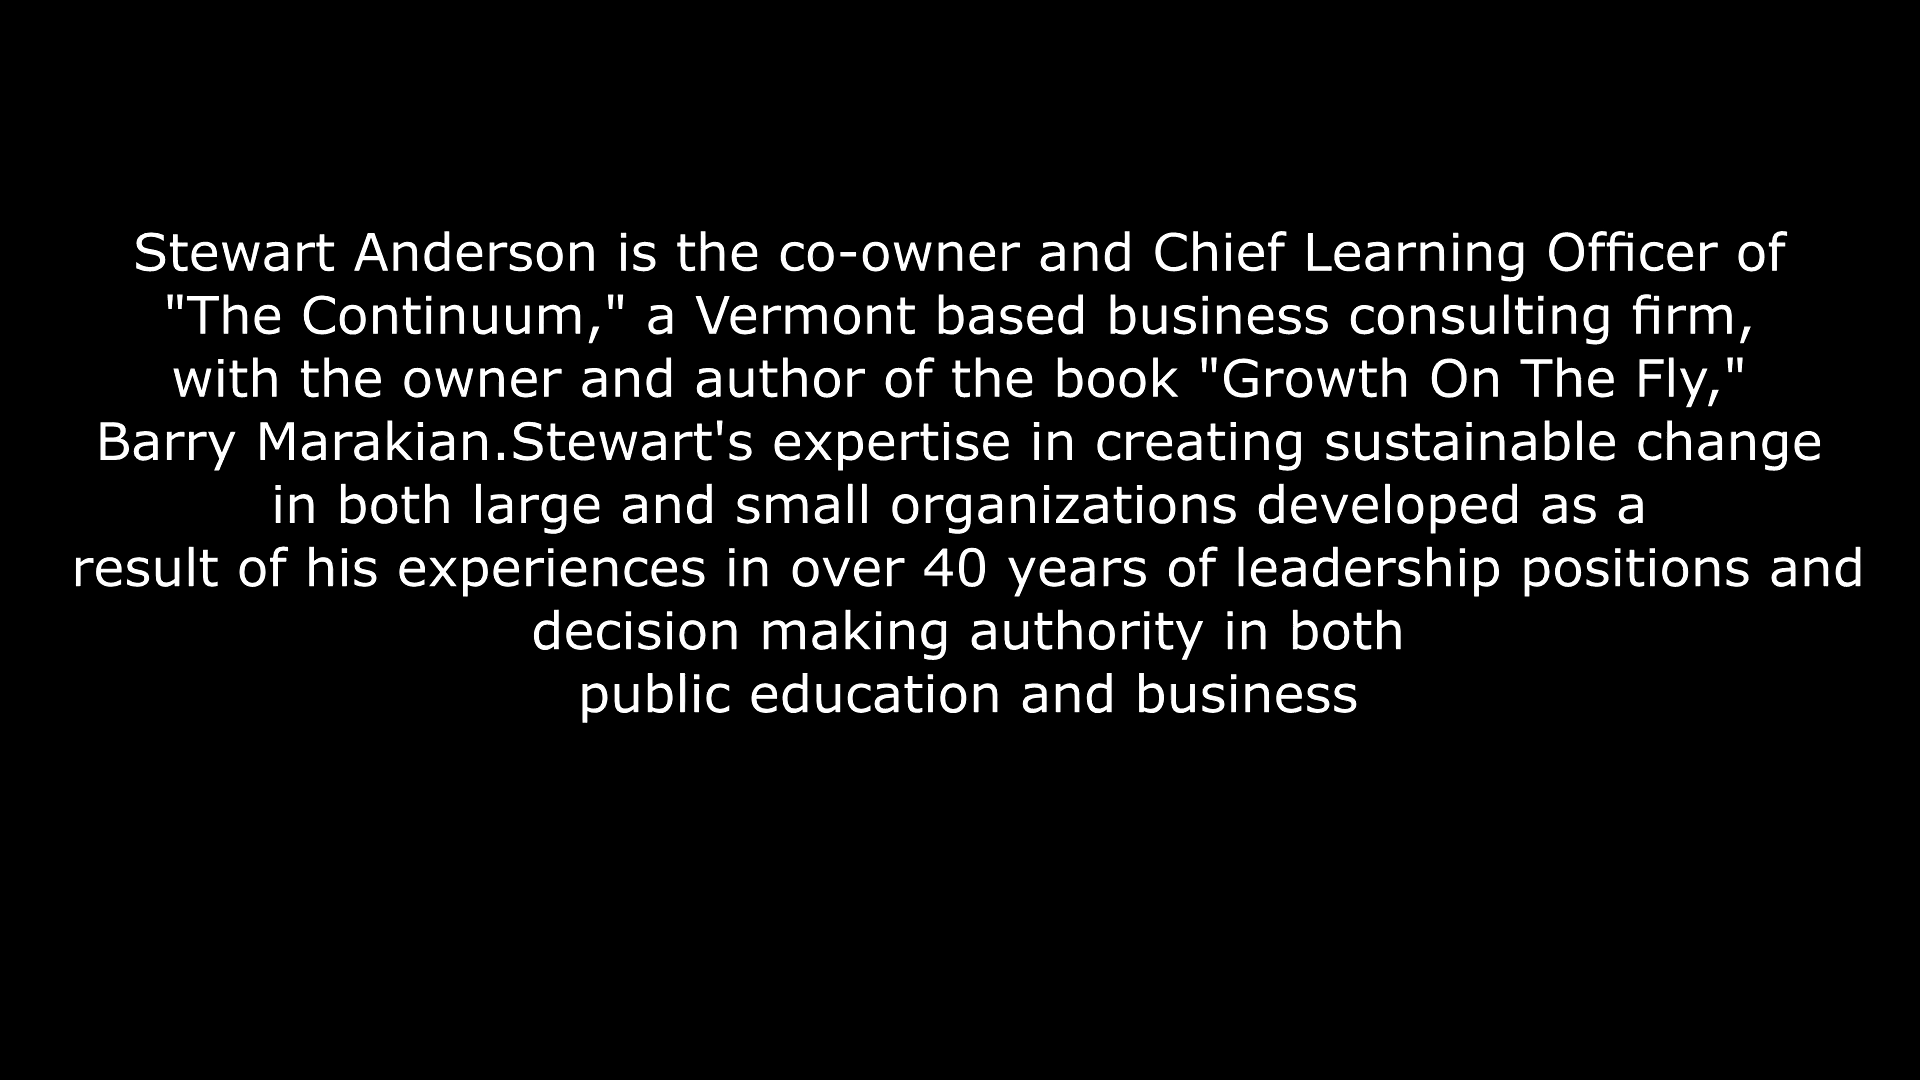 Stewart Anderson is the co-owner and Chief Learning Officer of
"The Continuum," a Vermont based business consulting firm,
with the owner and author of the book "Growth On The Fly,"
Barry Marakian.Stewart's expertise in creating sustainable change
in both large and small organizations developed as a
result of his experiences in over 40 years of leadership positions and
decision making authority in both
public education and business